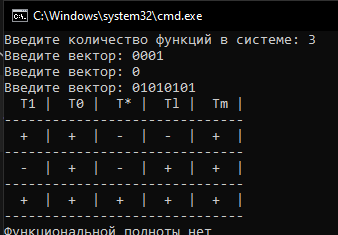 C:\Windows\system32\cmd.exe
Введите количество функций в системе: 3
Введите вектор: 0001
Введите вектор: 0
Введите вектор: 01010101
T1 | T0 | T* | Tl | Tm |
------------------------------
+ | + | - | - | + |
------------------------------
- | + | - | + | + |
------------------------------
+ | + | + | + | + |
------------------------------
Функциональной полноты нет